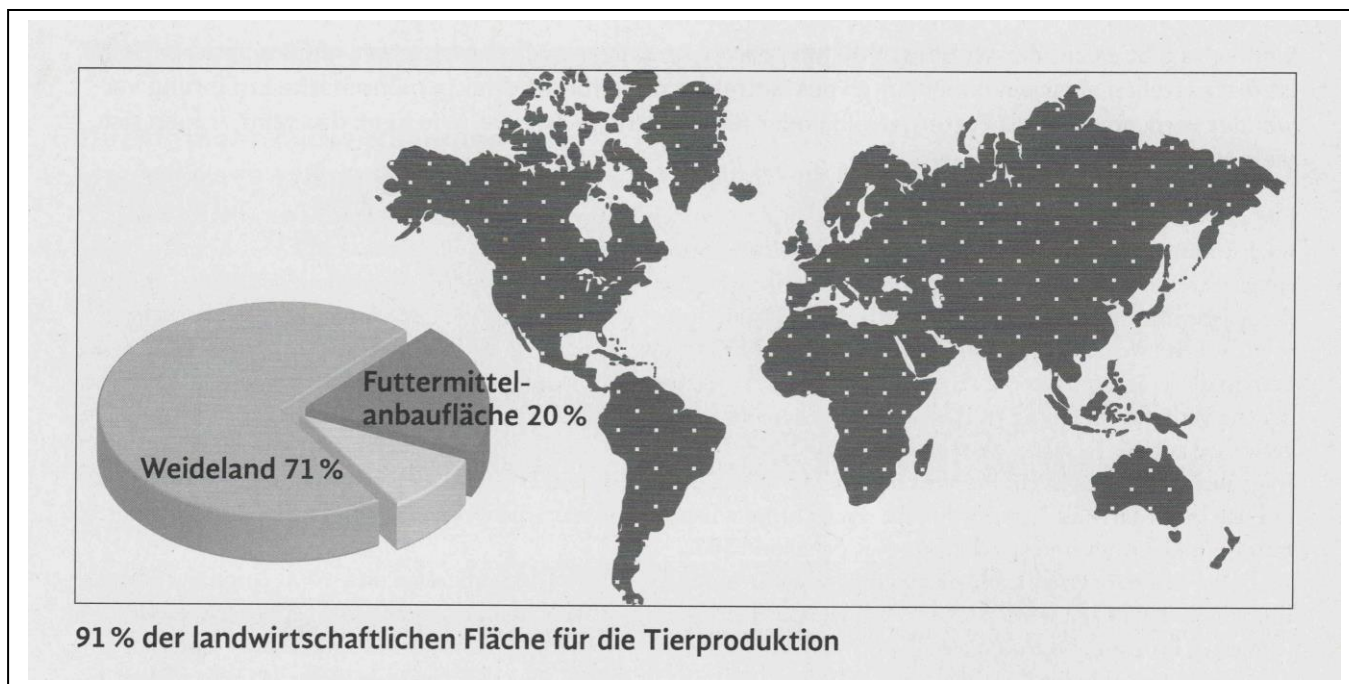 Futtermittel-
anbaufläche 20 %
Weideland 71 %
91 % der landwirtschaftlichen Fläche für die Tierproduktion